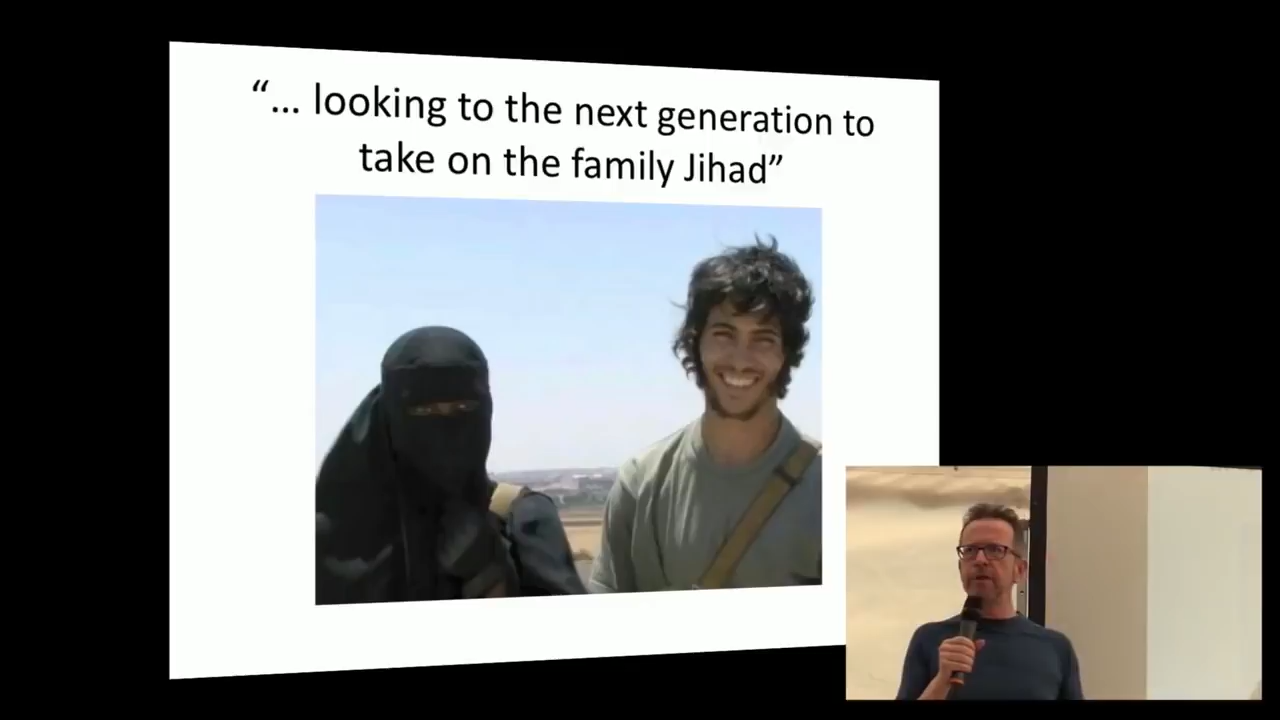 “... looking to the next generation to
take on the family Jihad”